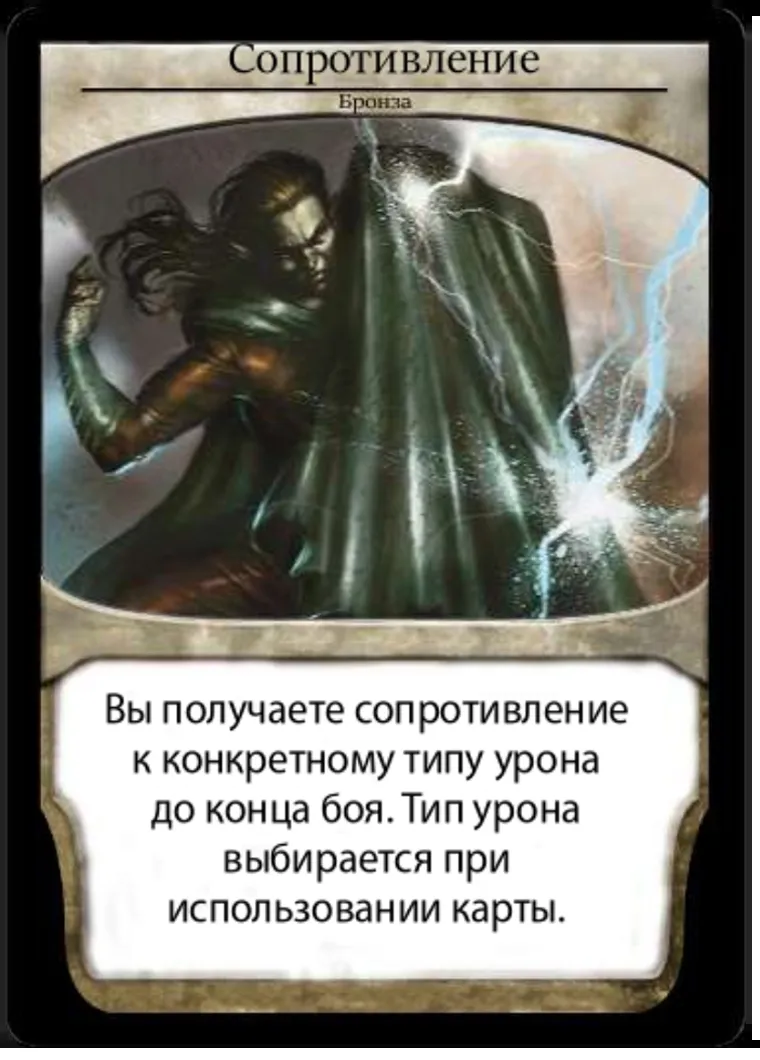 Сопротивление
Бронза
Вы получаете сопротивление
к конкретному типу урона
до конца боя. Тип урона
выбирается при
использовании карты.